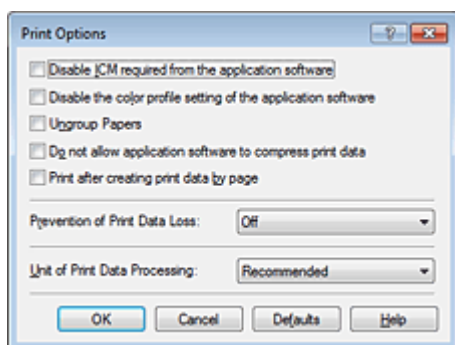 Print Options
Disable ICM required from the application software
Disable the color profile setting of the application software
Ungroup Papers
Do not allow application software to compress print data
Print after creating print data by page
Prevention of Print Data Loss: Off
Unit of Print Data Processing: Recommended
OK Cancel Defaults Help